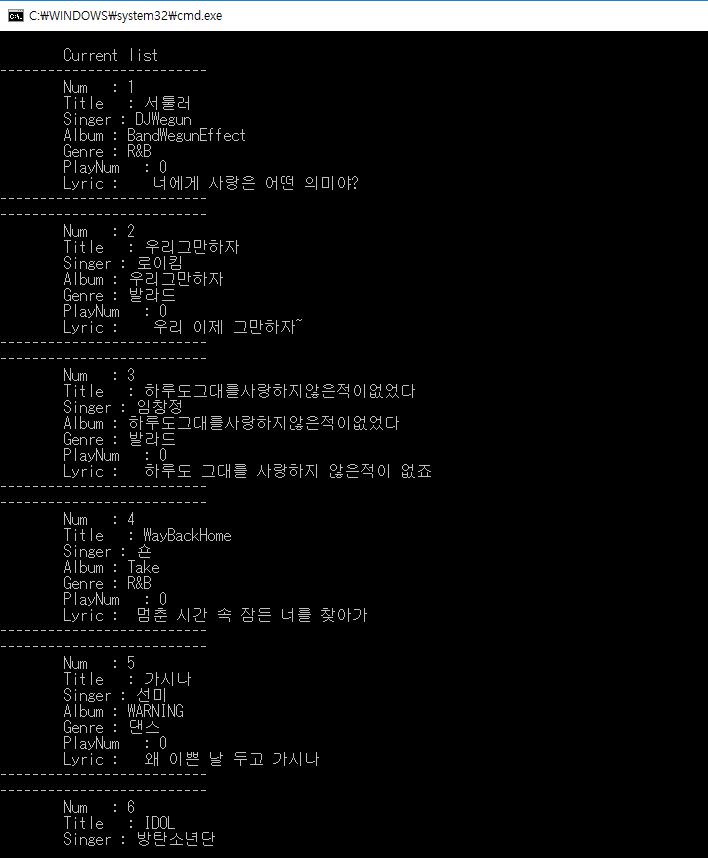 C:₩WINDOWS₩system32₩cmd.exe
Current list
--------------------------
Num   : 1
Title   : 서툴러
Singer : DJWegun
Album : BandWegunEffect
Genre : R&B
PlayNum   : 0
Lyric :    너에게 사랑은 어떤 의미야?
--------------------------
--------------------------
Num   : 2
Title   : 우리그만하자
Singer : 로이킴
Album : 우리그만하자
Genre : 발라드
PlayNum   : 0
Lyric :    우리 이제 그만하자~
--------------------------
--------------------------
Num   : 3
Title   : 하루도그대를사랑하지않은적이없었다
Singer : 임창정
Album : 하루도그대를사랑하지않은적이없었다
Genre : 발라드
PlayNum   : 0
Lyric :   하루도 그대를 사랑하지 않은적이 없죠
--------------------------
--------------------------
Num   : 4
Title   : WayBackHome
Singer : 숀
Album : Take
Genre : R&B
PlayNum   : 0
Lyric :  멈춘 시간 속 잠든 너를 찾아가
--------------------------
--------------------------
Num   : 5
Title   : 가시나
Singer : 선미
Album : WARNING
Genre : 댄스
PlayNum   : 0
Lyric :   왜 이쁜 날 두고 가시나
--------------------------
--------------------------
Num   : 6
Title   : IDOL
Singer : 방탄소년단